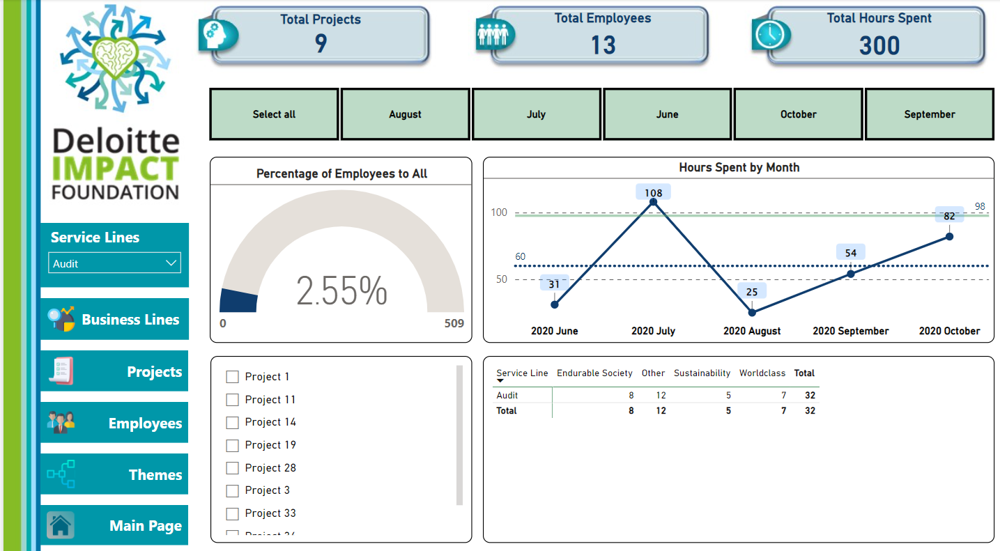 Deloitte
IMPACT
FOUNDATION
Total Projects
9
Total Employees
13
Total Hours Spent
300
Select all
August
July
June
October
September
Service Lines
Audit
Business Lines
Projects
Employees
Themes
Main Page
Percentage of Employees to All
2.55%
0
509
Hours Spent by Month
100
50
60
98
31
108
25
54
82
2020 June
2020 July
2020 August
2020 September
2020 October
Project 1
Project 11
Project 14
Project 19
Project 28
Project 3
Project 33
Service Line Endurable Society Other Sustainability Worldclass Total
Audit 8 12 5 7 32
Total 8 12 5 7 32